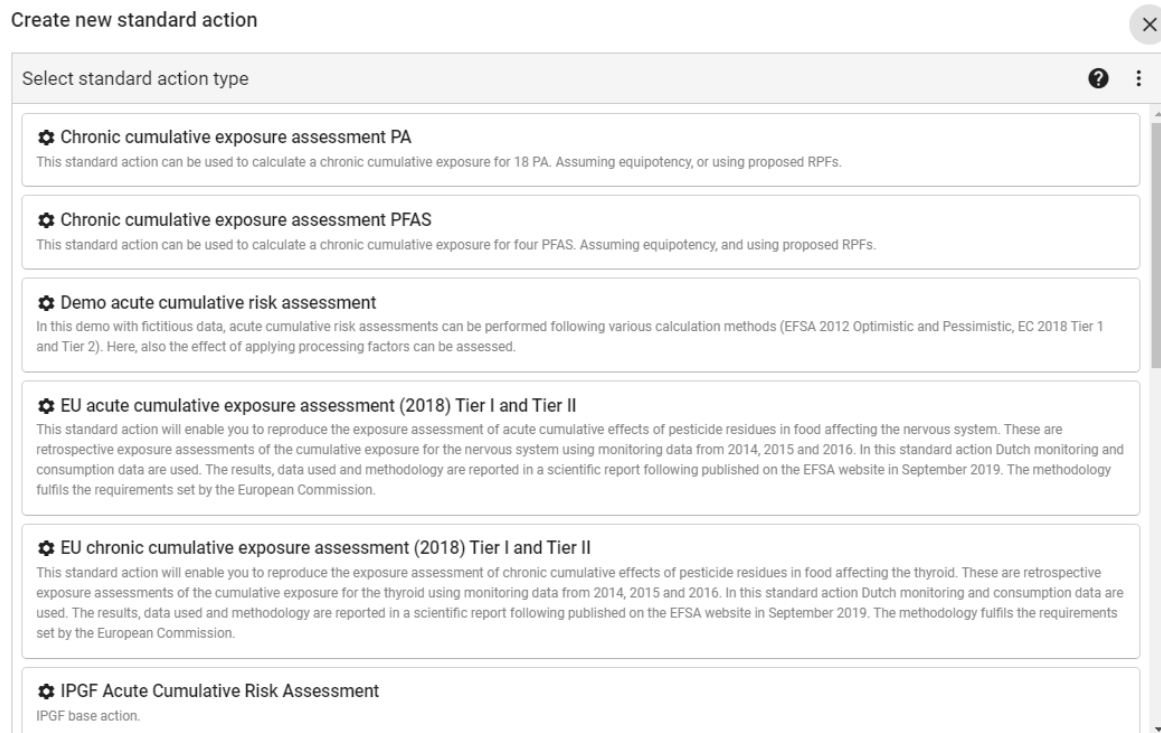 Create new standard action
Select standard action type
Chronic cumulative exposure assessment PA
This standard action can be used to calculate a chronic cumulative exposure for 18 PA. Assuming equipotency, or using proposed RPFs.
Chronic cumulative exposure assessment PFAS
This standard action can be used to calculate a chronic cumulative exposure for four PFAS. Assuming equipotency, and using proposed RPFs.
Demo acute cumulative risk assessment
In this demo with fictitious data, acute cumulative risk assessments can be performed following various calculation methods (EFSA 2012 Optimistic and Pessimistic, EC 2018 Tier 1
and Tier 2). Here, also the effect of applying processing factors can be assessed.
EU acute cumulative exposure assessment (2018) Tier I and Tier II
This standard action will enable you to reproduce the exposure assessment of acute cumulative effects of pesticide residues in food affecting the nervous system. These are
retrospective exposure assessments of the cumulative exposure for the nervous system using monitoring data from 2014, 2015 and 2016. In this standard action Dutch monitoring and
consumption data are used. The results, data used and methodology are reported in a scientific report following published on the EFSA website in September 2019. The methodology
fulfils the requirements set by the European Commission.
EU chronic cumulative exposure assessment (2018) Tier I and Tier II
This standard action will enable you to reproduce the exposure assessment of chronic cumulative effects of pesticide residues in food affecting the thyroid. These are retrospective
exposure assessments of the cumulative exposure for the thyroid using monitoring data from 2014, 2015 and 2016. In this standard action Dutch monitoring and consumption data are
used. The results, data used and methodology are reported in a scientific report following published on the EFSA website in September 2019. The methodology fulfils the requirements
set by the European Commission.
IPGF Acute Cumulative Risk Assessment
IPGF base action.